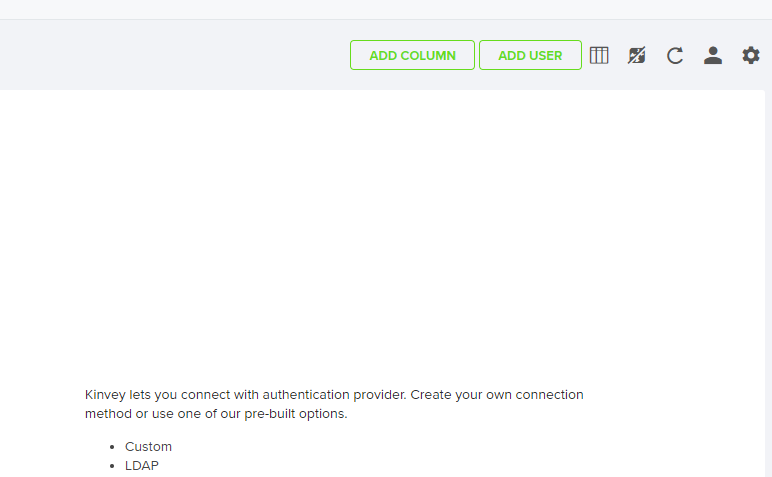 ADD COLUMN ADD USER
Kinvey lets you connect with authentication provider. Create your own connection
method or use one of our pre-built options.
• Custom
• LDAP